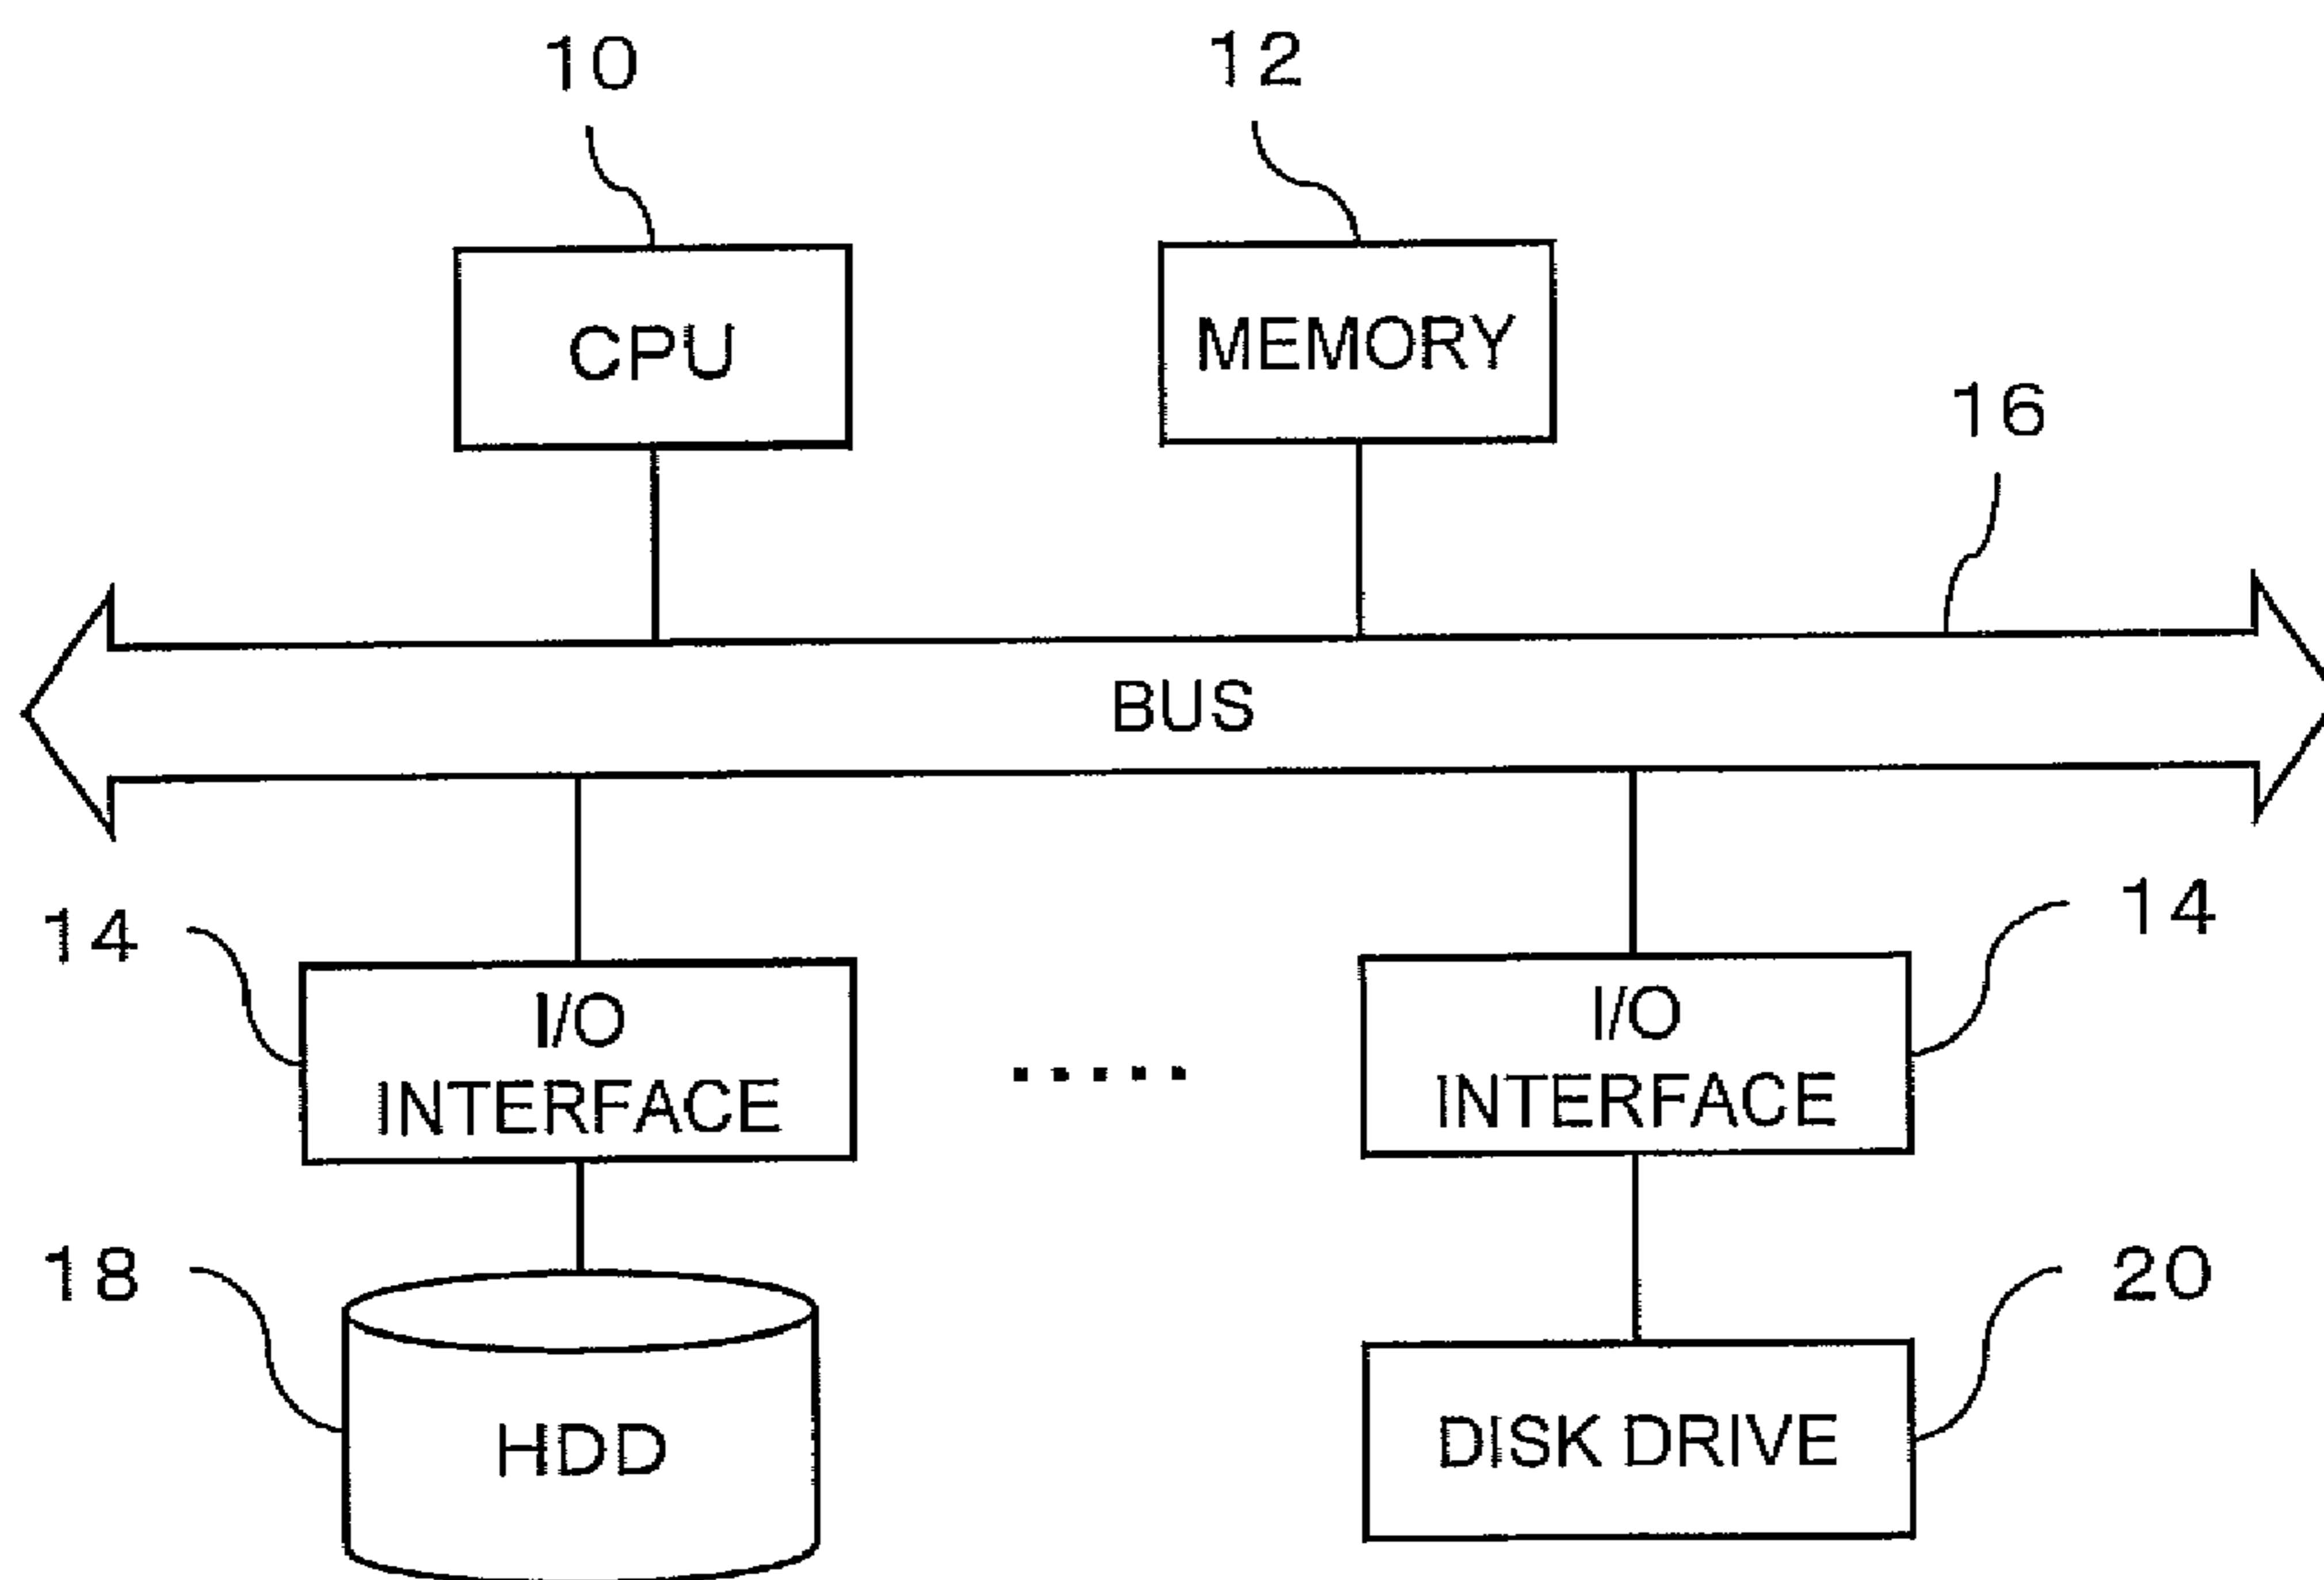 10
12
CPU
MEMORY
16
BUS
14
14
I/O
INTERFACE
I/O
INTERFACE
.....
18
20
HDD
DISK DRIVE